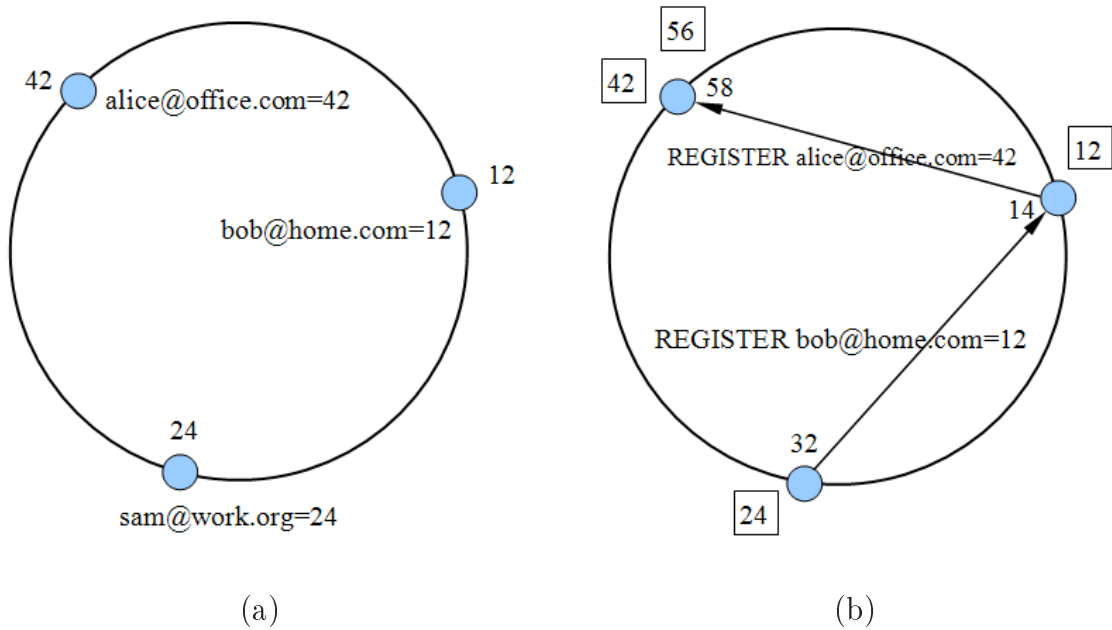 42
alice@office.com=42
12
bob@home.com=12
24
sam@work.org=24
(a)
56
42
58
12
REGISTER alice@office.com=42
14
REGISTER bob@home.com=12
32
24
(b)